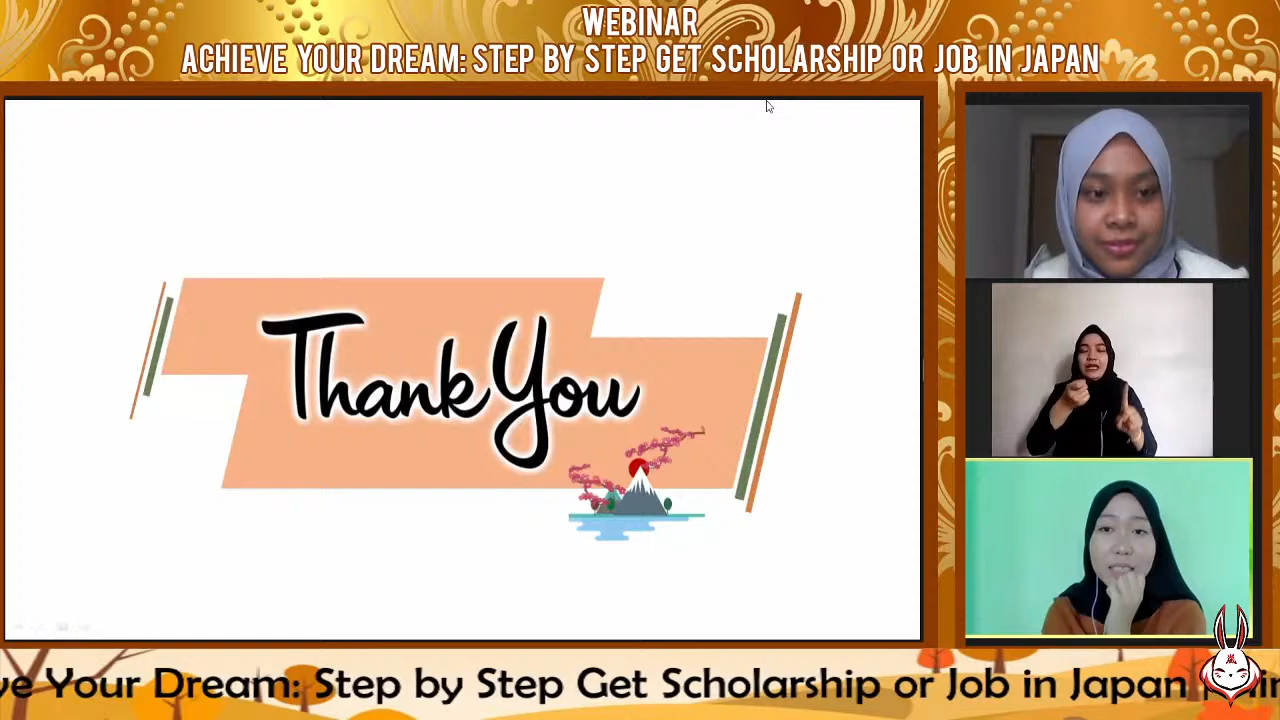 WEBINAR
ACHIEVE YOUR DREAM: STEP BY STEP GET SCHOLARSHIP OR JOB IN JAPAN
Thank You
Your Dream: Step by Step Get Scholarship or Job in Japan